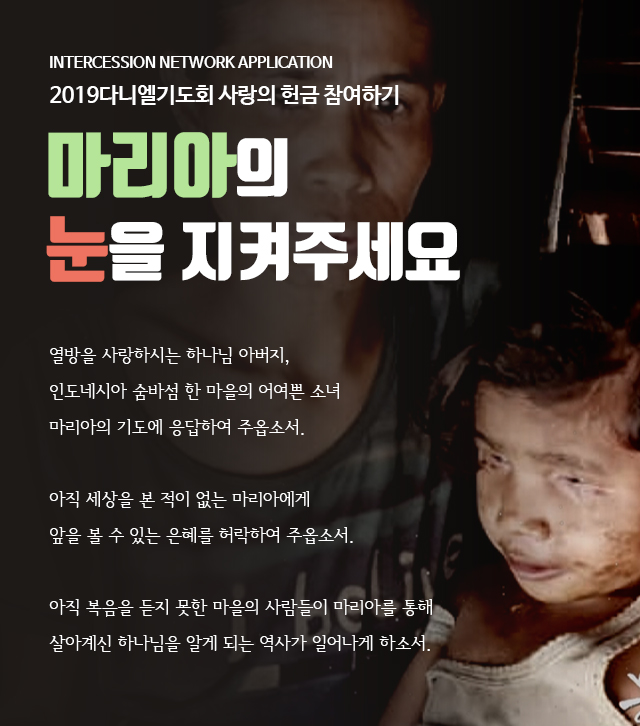 INTERCESSION NETWORK APPLICATION
2019다니엘기도회 사랑의 헌금 참여하기
마리아의
눈을 지켜주세요
열방을 사랑하시는 하나님 아버지,
인도네시아 숨바섬 한 마을의 어여쁜 소녀
마리아의 기도에 응답하여 주옵소서.
아직 세상을 본 적이 없는 마리아에게
앞을 볼 수 있는 은혜를 허락하여 주옵소서.
아직 복음을 듣지 못한 마을의 사람들이 마리아를 통해
살아계신 하나님을 알게 되는 역사가 일어나게 하소서.